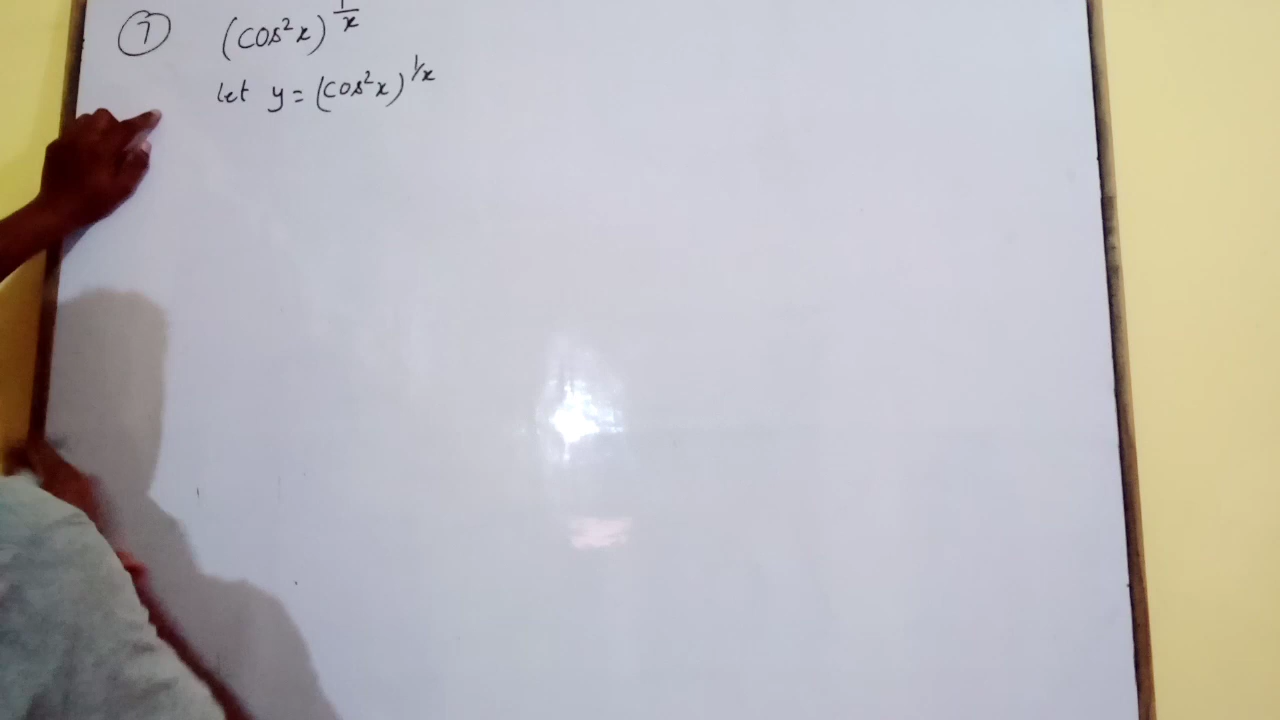 7 (cos²x)^{1/x}
let y = (cos²x)^{1/x}